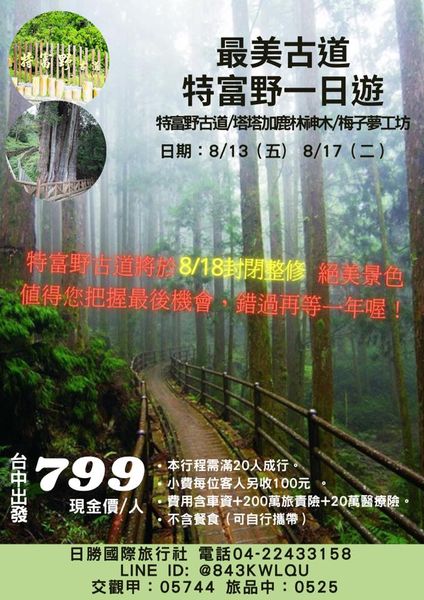 特富野古道
最美古道
特富野一日遊
特富野古道/塔塔加鹿林神木/梅子夢工坊
日期：8/13（五） 8/17（二）
特富野古道將於8/18封閉整修 絕美景色
值得您把握最後機會，錯過再等一年喔！
台中出發
799
現金價/人
・本行程需滿20人成行。
・小費每位客人另收100元 。
・費用含車資+200萬旅責險+20萬醫療險。
・不含餐食（可自行攜帶）
日勝國際旅行社 電話04-22433158
LINE ID: @843KWLQU
交觀甲：05744 旅品中：0525